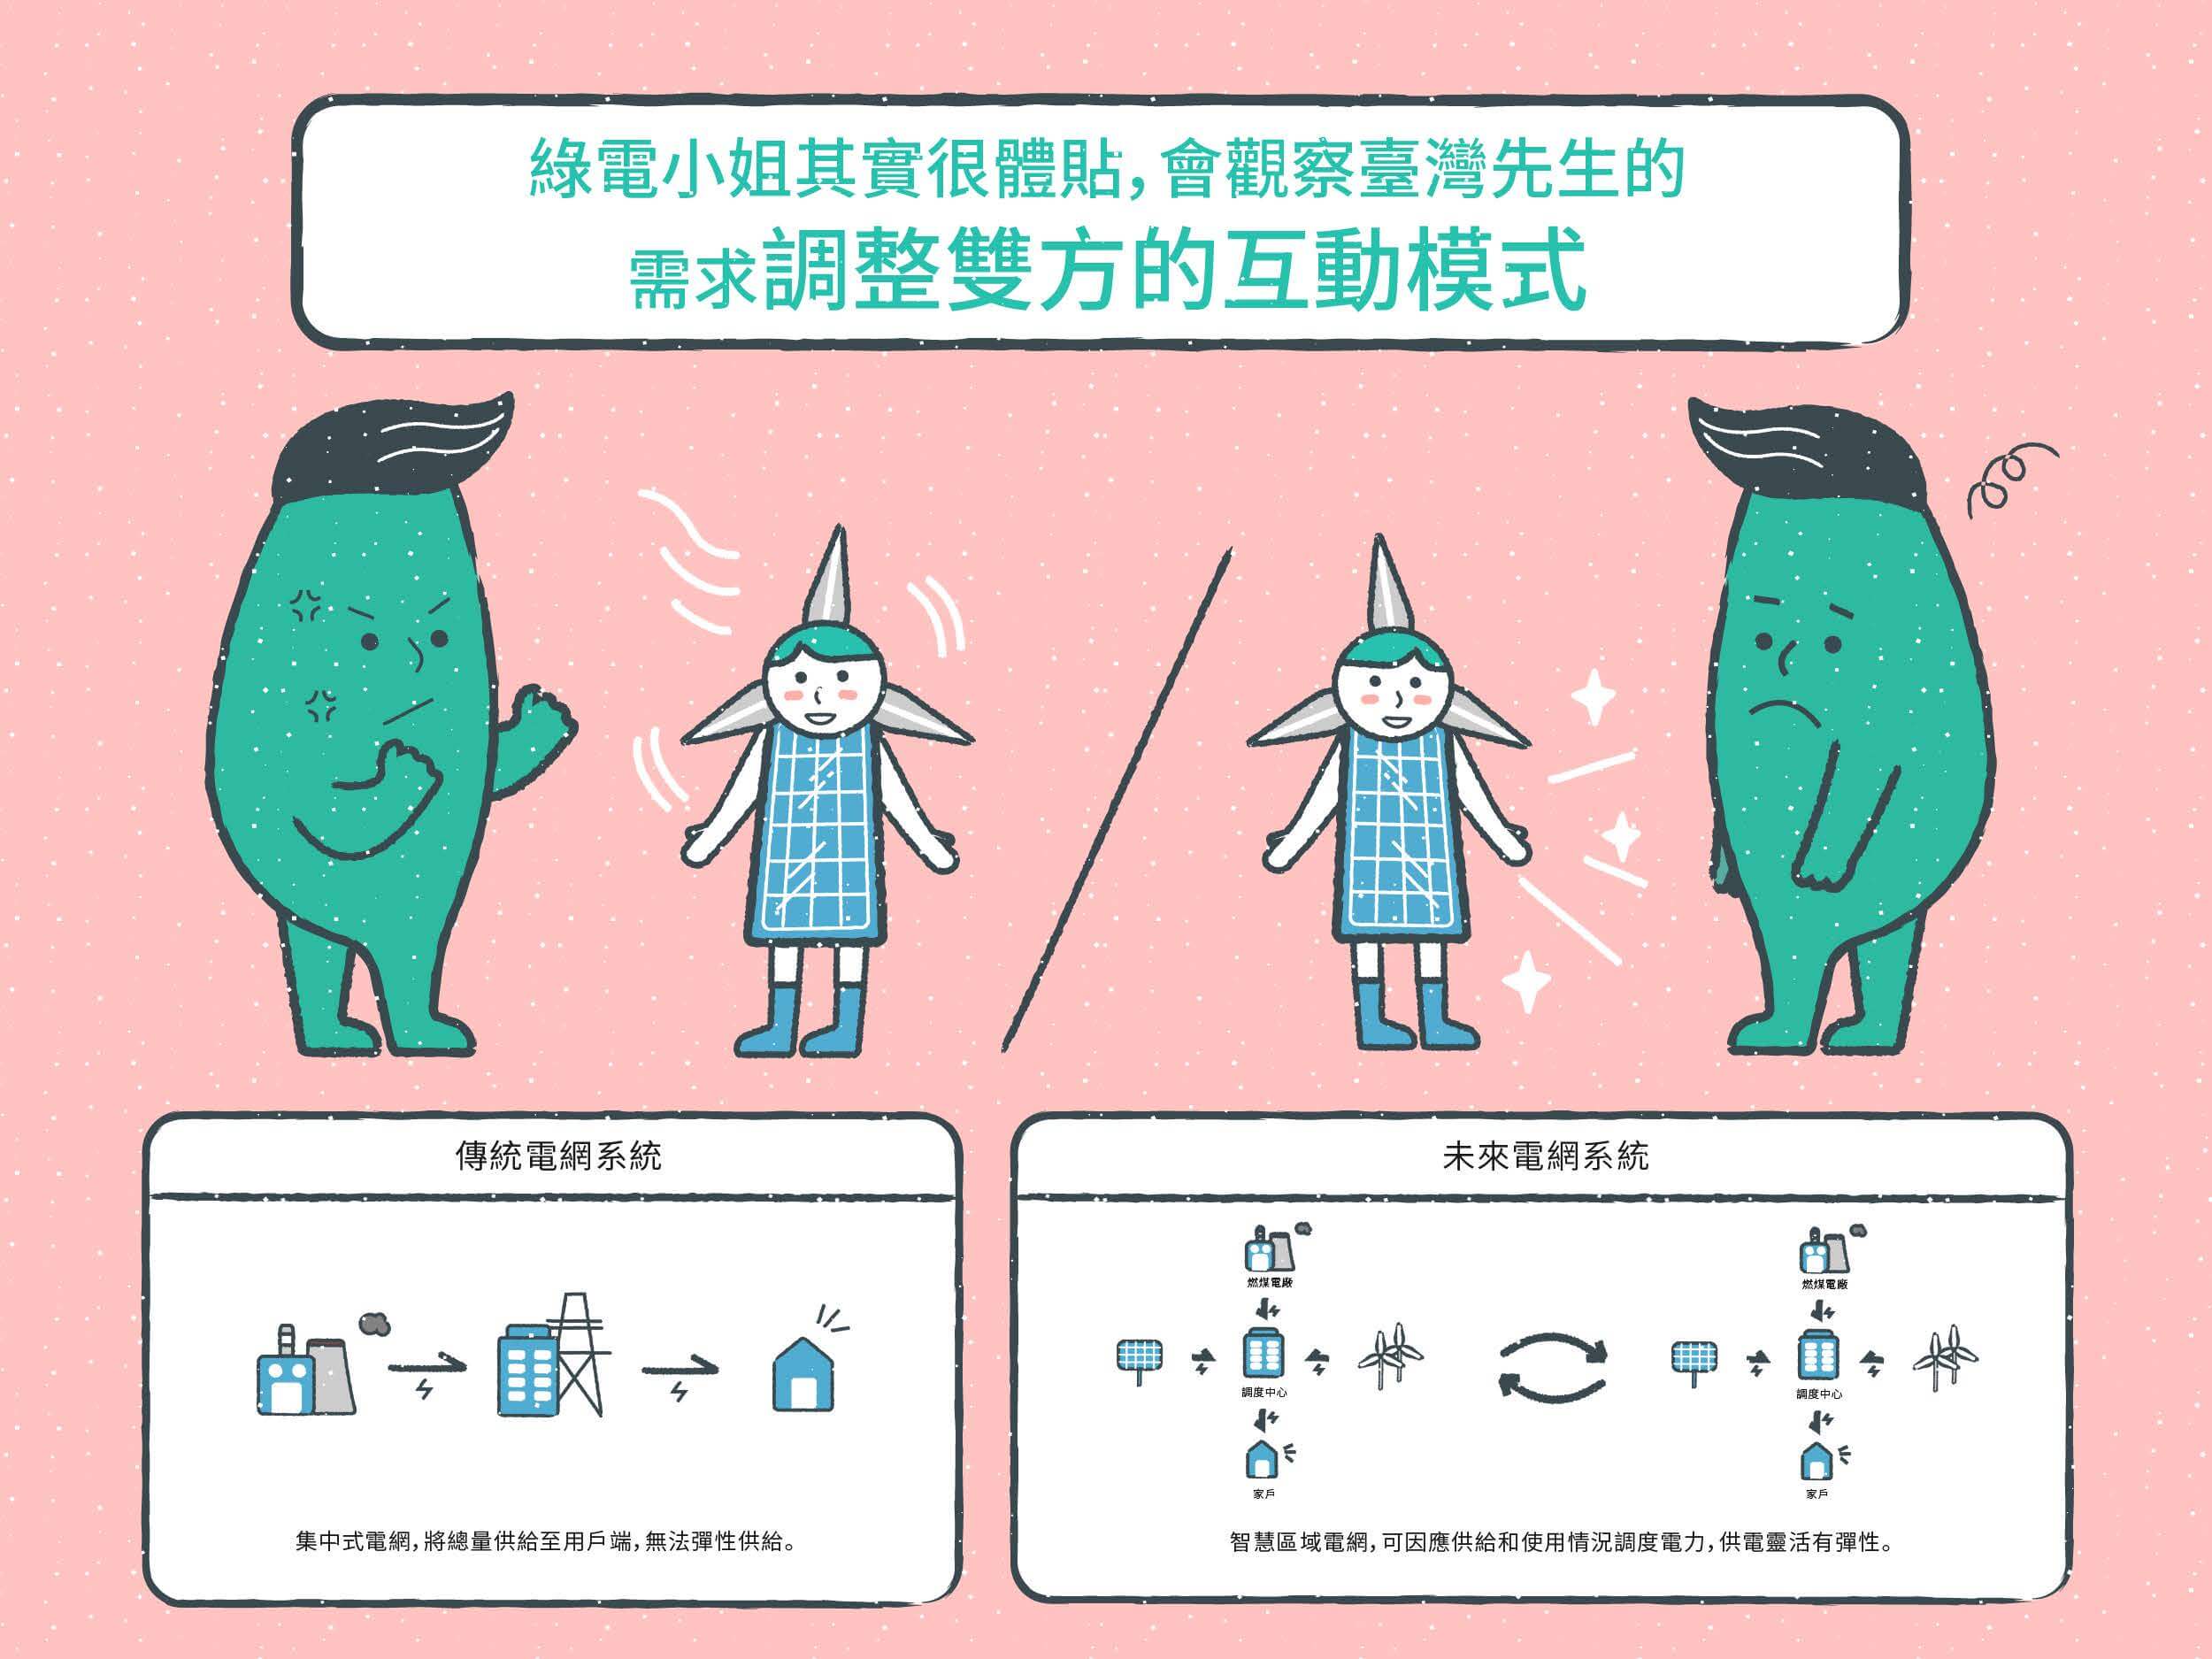 綠電小姐其實很體貼，會觀察臺灣先生的
需求調整雙方的互動模式
傳統電網系統
集中式電網，將總量供給至用戶端，無法彈性供給。
未來電網系統
燃煤電廠
調度中心
家戶
燃煤電廠
調度中心
家戶
智慧區域電網，可因應供給和使用情況調度電力，供電靈活有彈性。